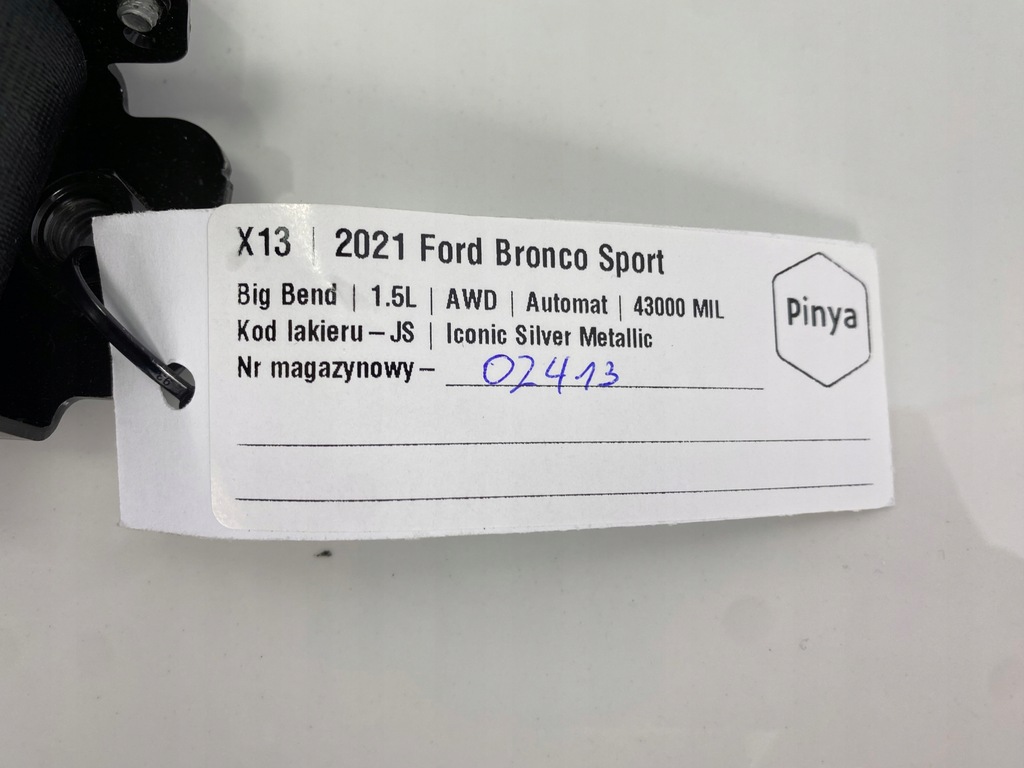 X13 | 2021 Ford Bronco Sport
Big Bend | 1.5L | AWD | Automat | 43000 MIL
Kod lakieru – JS | Iconic Silver Metallic
Nr magazynowy – 02413
Pinya